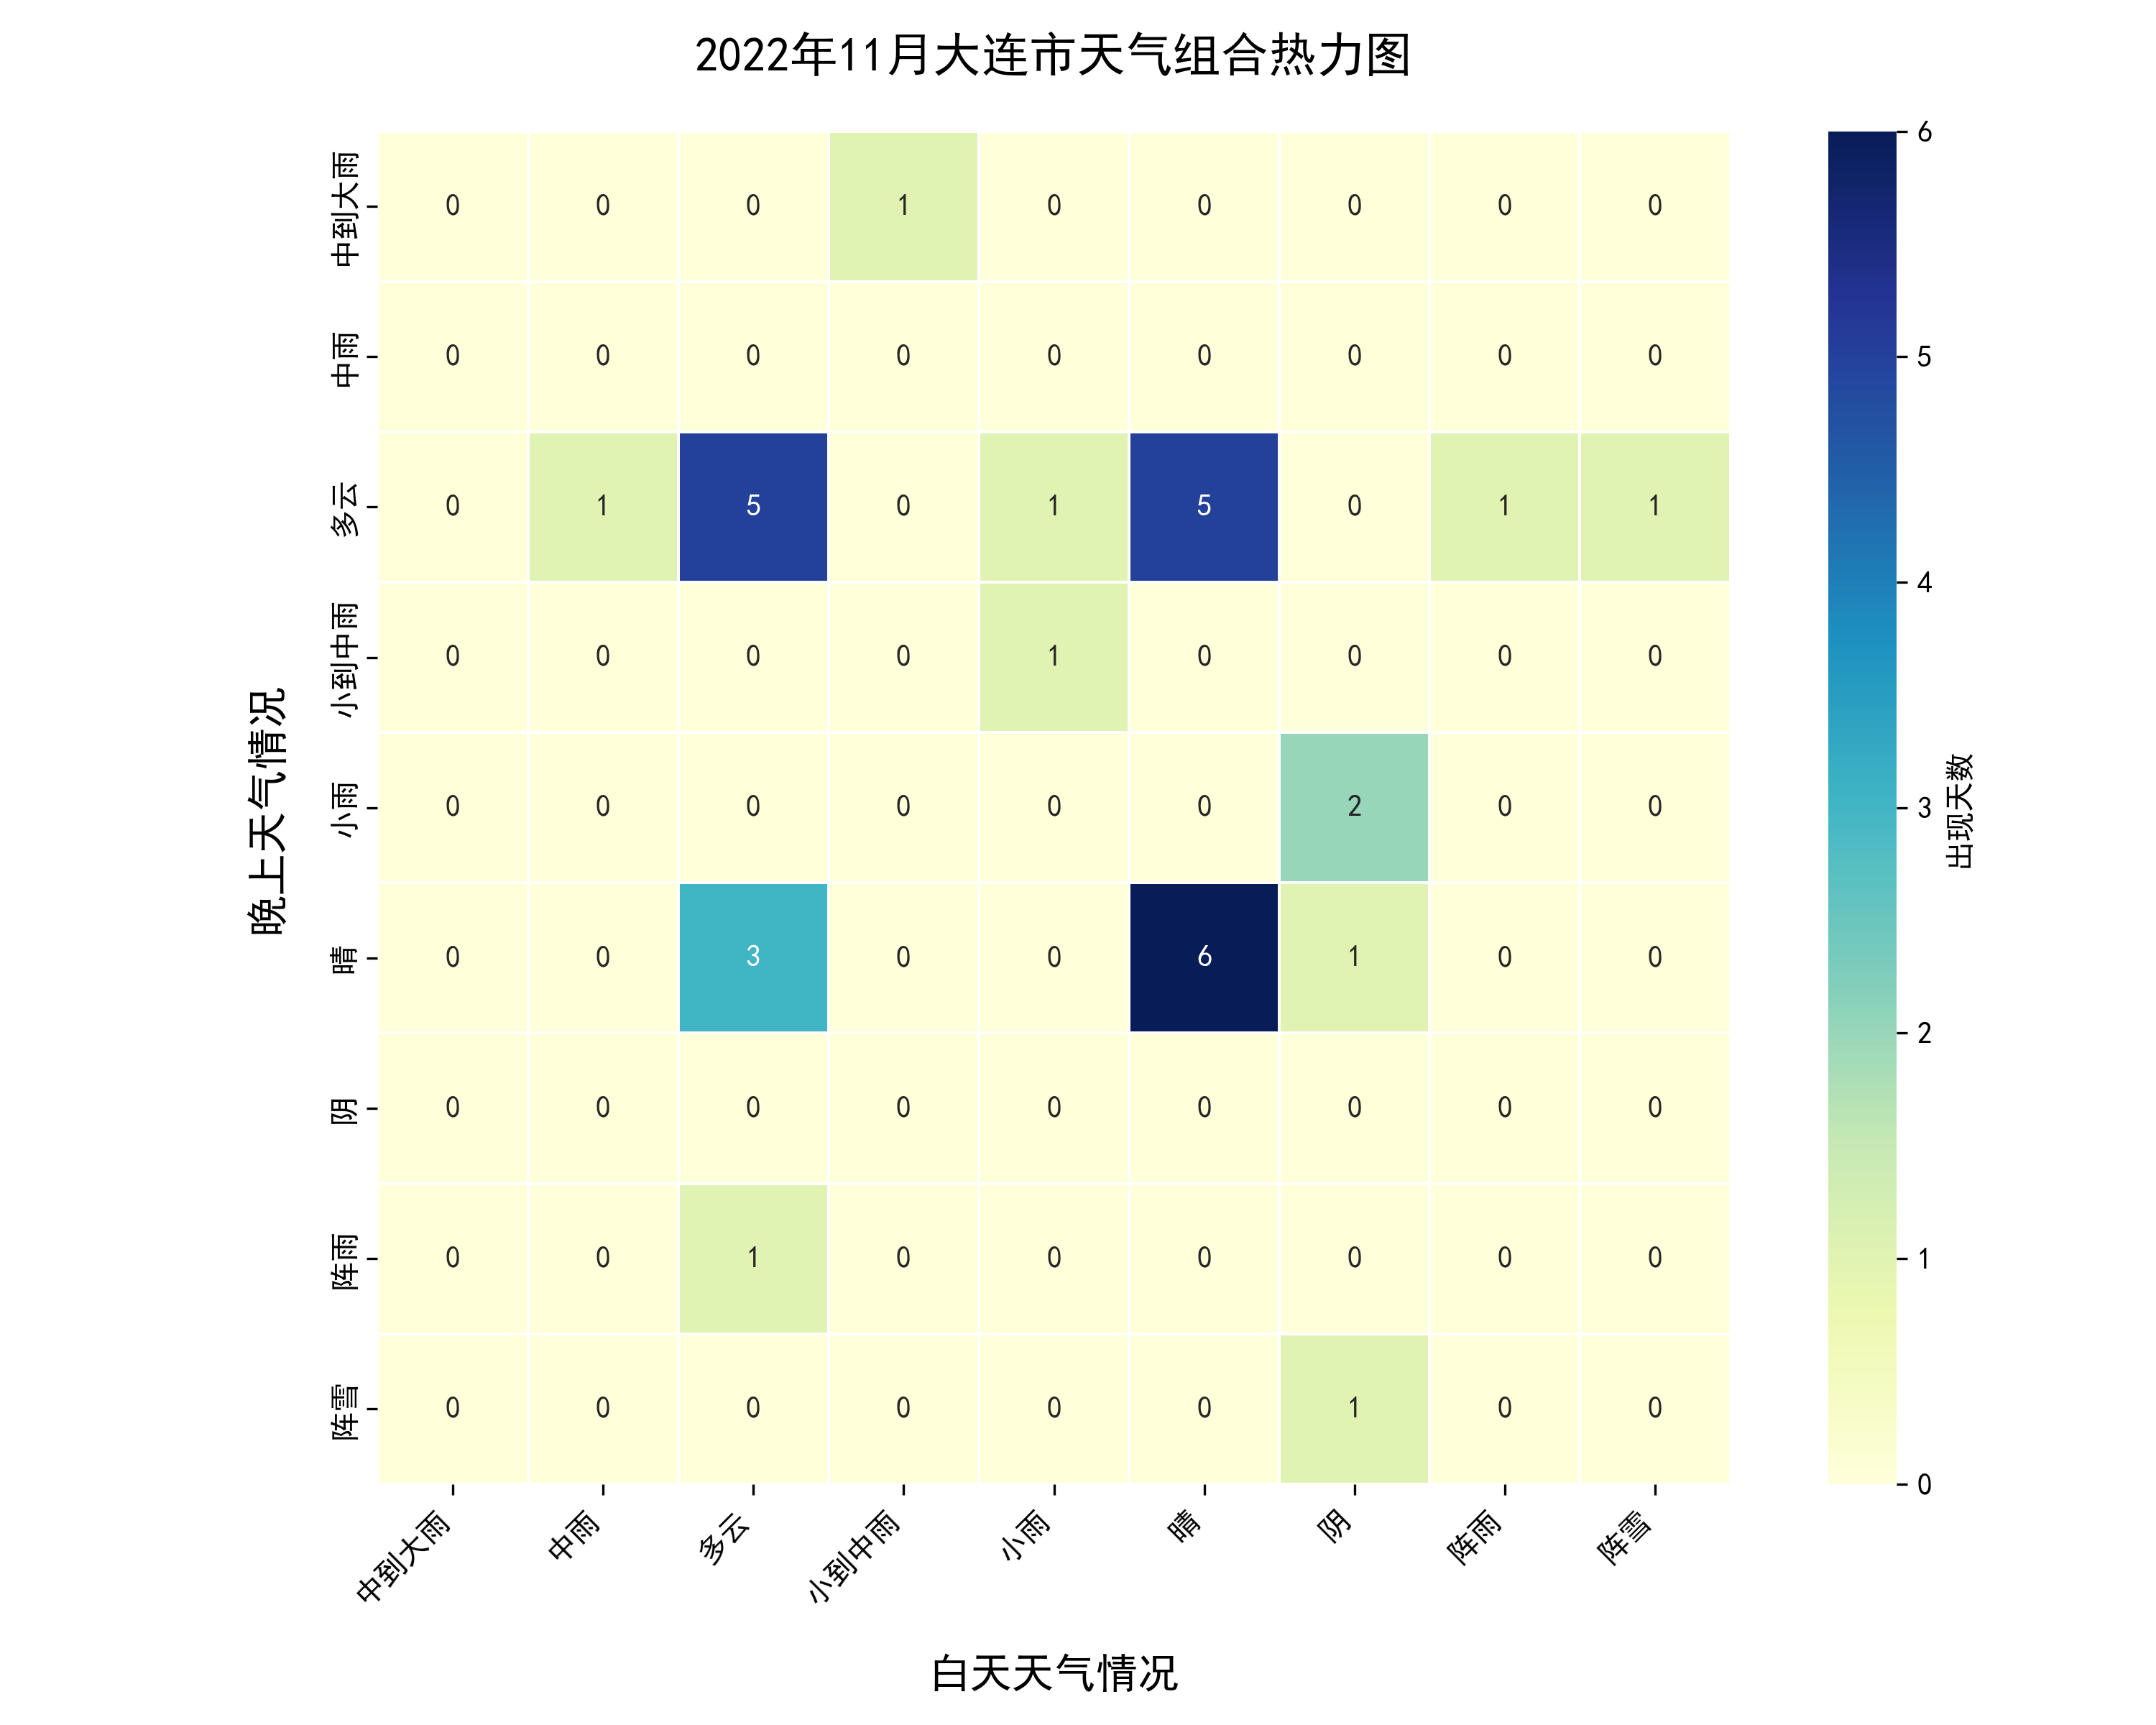 2022年11月大连市天气组合热力图
晚上天气情况
中到大雨 0 0 0 1 0 0 0 0 0
中雨 0 0 0 0 0 0 0 0 0
多云 0 1 5 0 1 5 0 1 1
小到中雨 0 0 0 0 1 0 0 0 0
小雨 0 0 0 0 0 0 2 0 0
晴 0 0 3 0 0 6 1 0 0
阴 0 0 0 0 0 0 0 0 0
阵雨 0 0 1 0 0 0 0 0 0
阵雪 0 0 0 0 0 0 1 0 0
中到大雨 中雨 多云 小到中雨 小雨 晴 阴 阵雨 阵雪
白天天气情况
6
5
4
3
2
1
0
出现天数